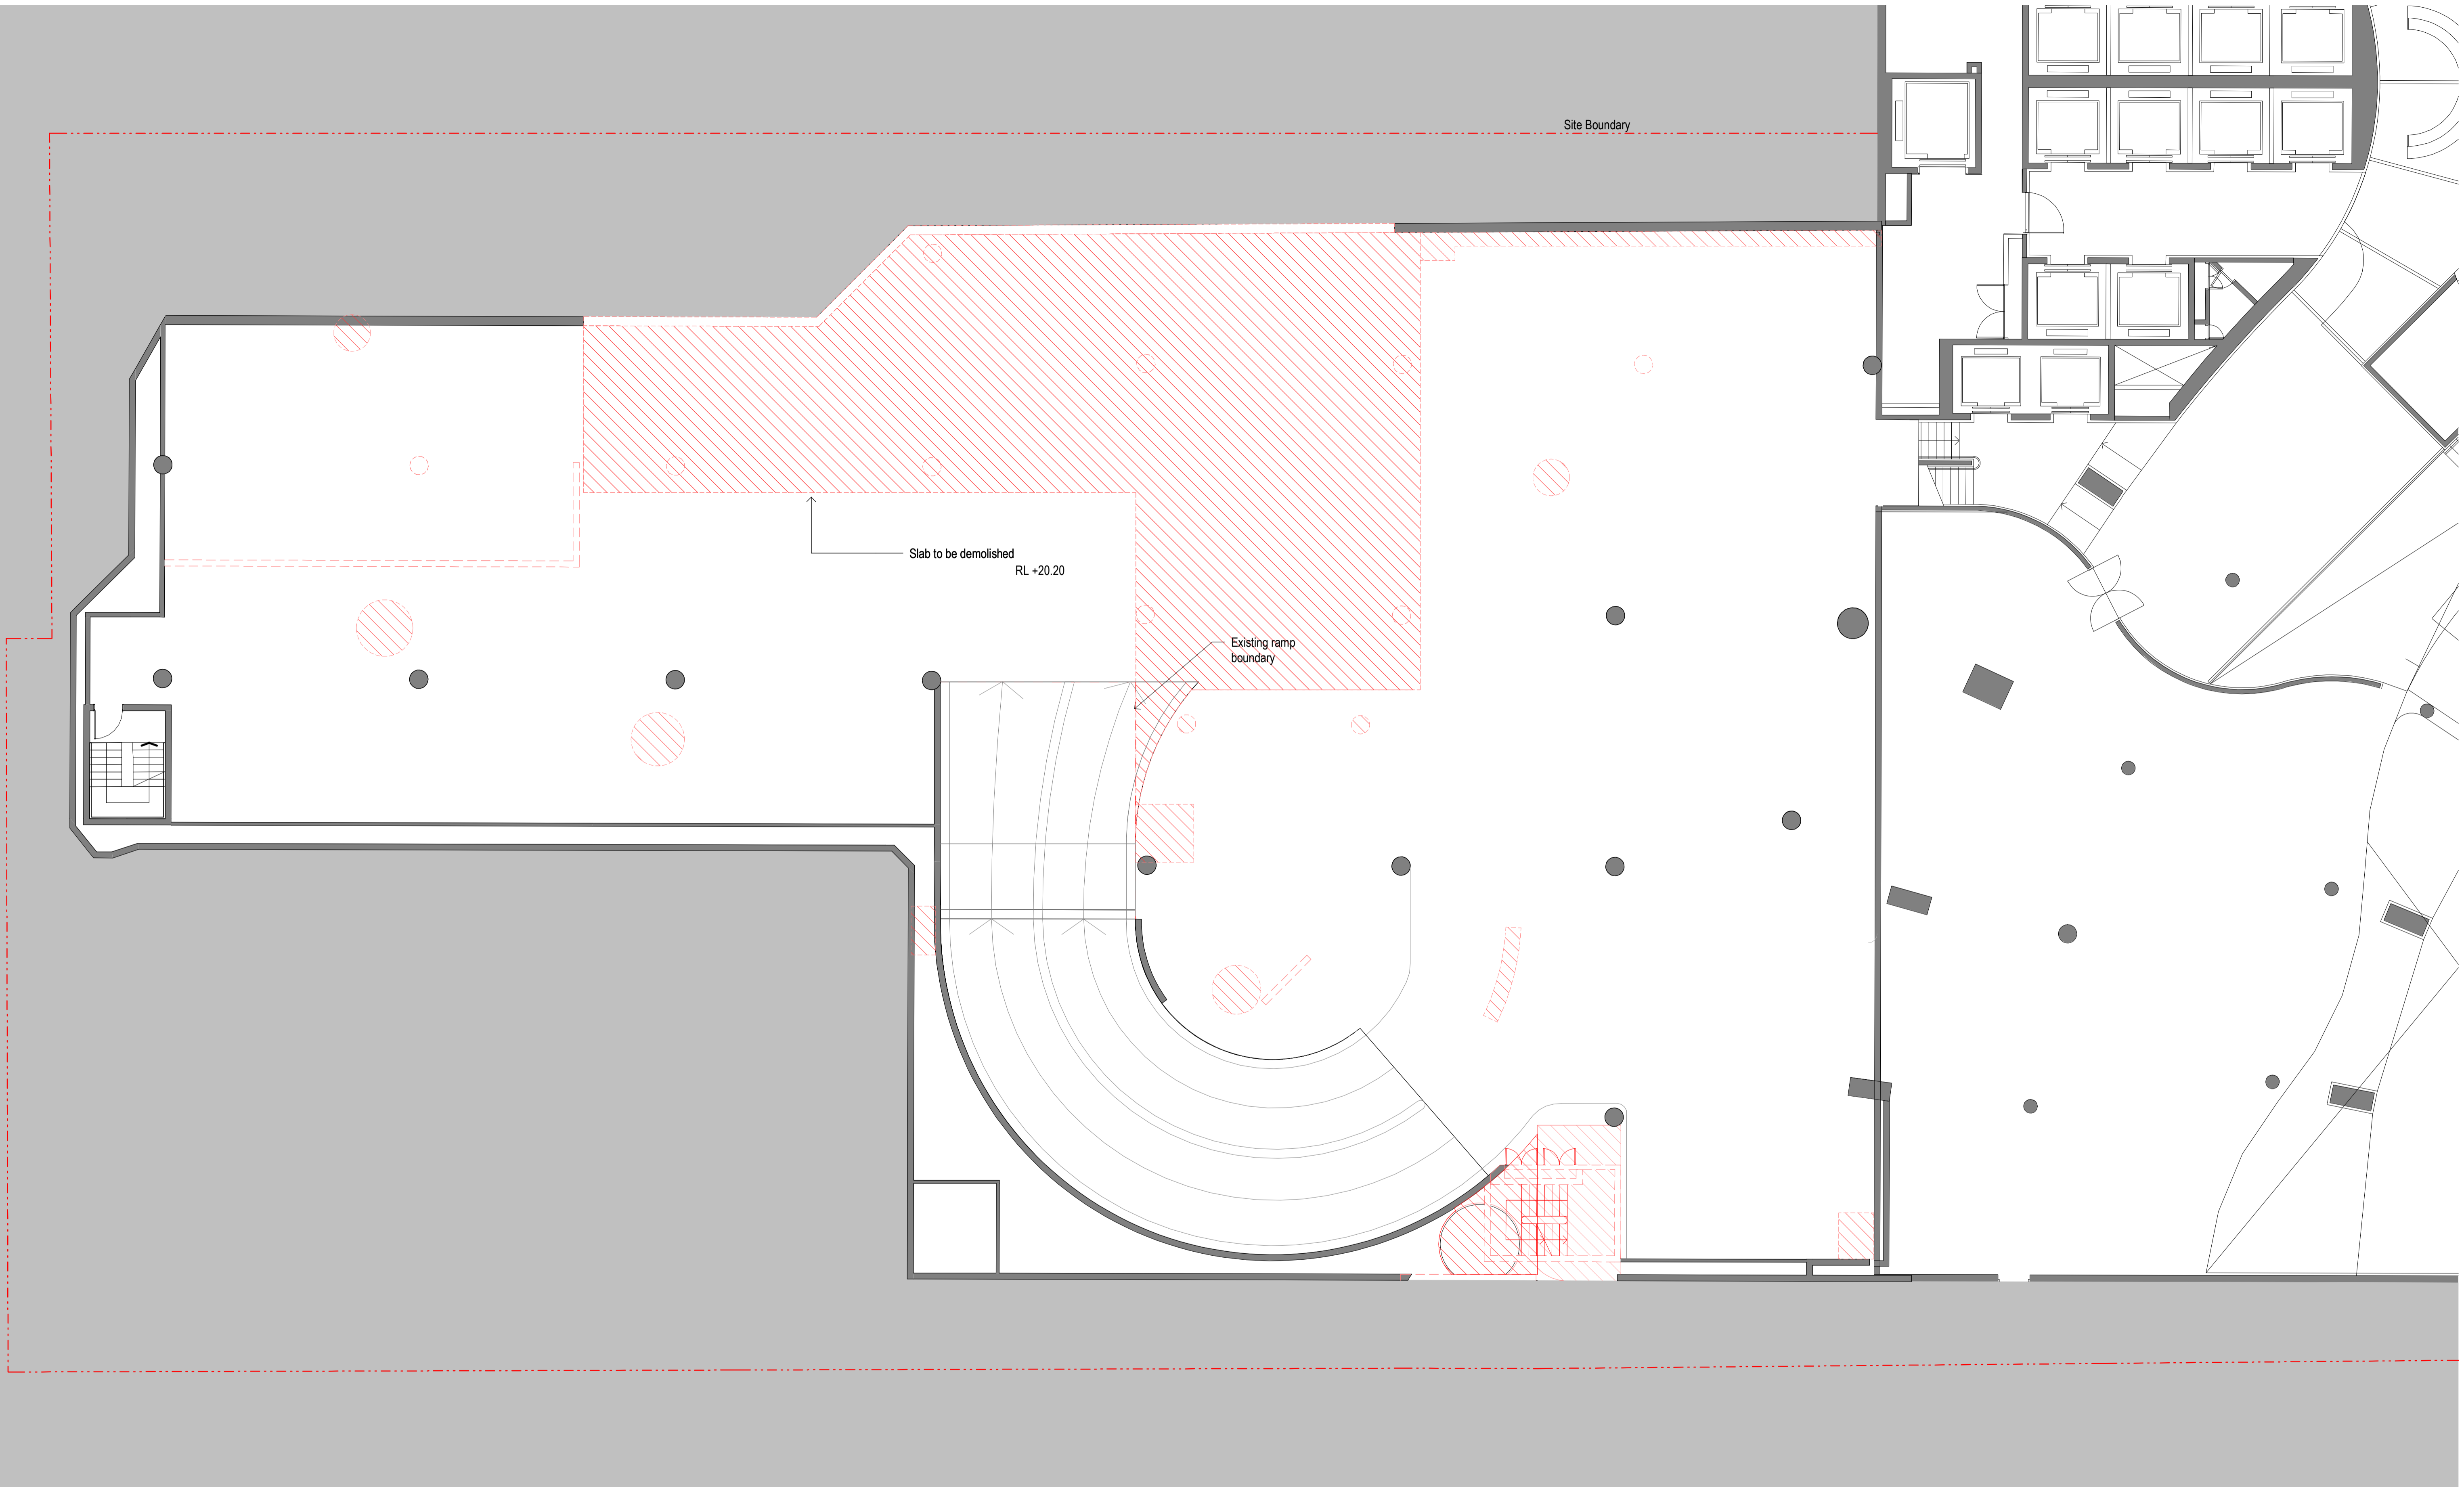 Site Boundary
Slab to be demolished
RL +20.20
Existing ramp
boundary